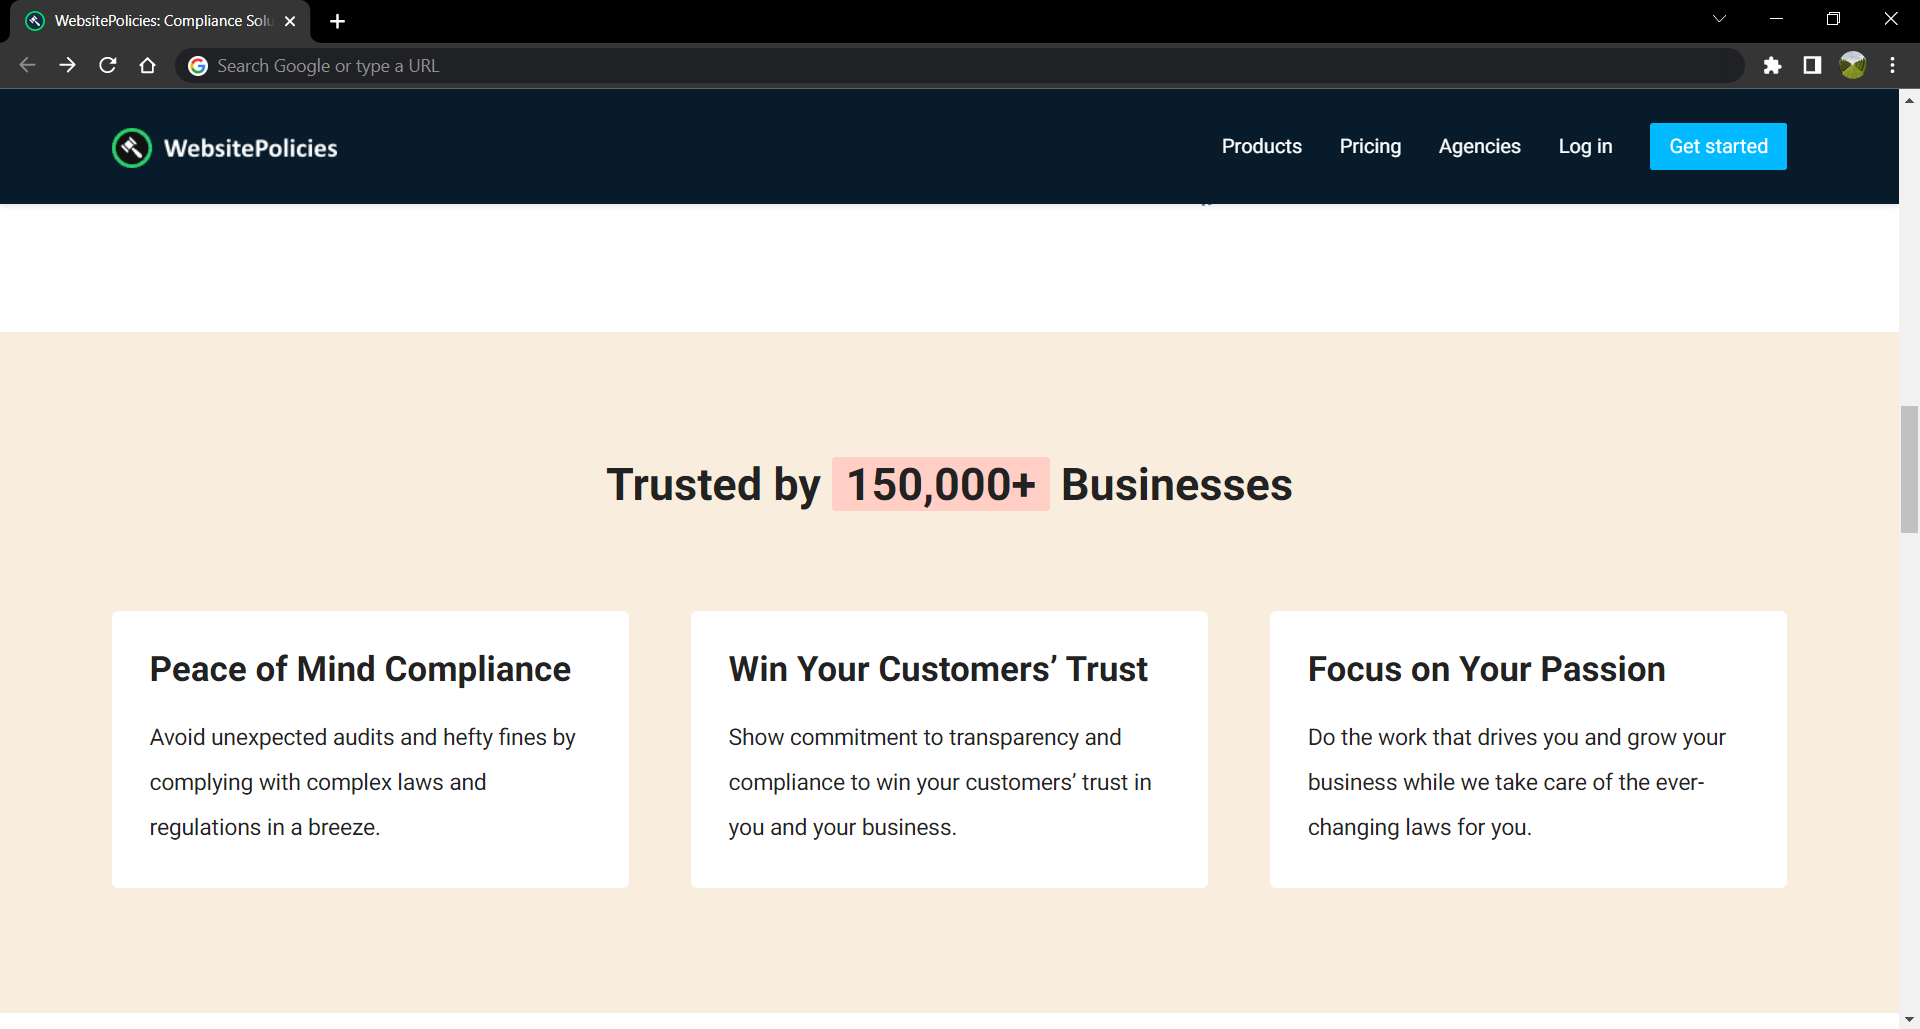 WebsitePolicies: Compliance Solu
Search Google or type a URL
WebsitePolicies
Products Pricing Agencies Log in Get started
Trusted by 150,000+ Businesses
Peace of Mind Compliance
Avoid unexpected audits and hefty fines by
complying with complex laws and
regulations in a breeze.
Win Your Customers’ Trust
Show commitment to transparency and
compliance to win your customers’ trust in
you and your business.
Focus on Your Passion
Do the work that drives you and grow your
business while we take care of the ever-
changing laws for you.